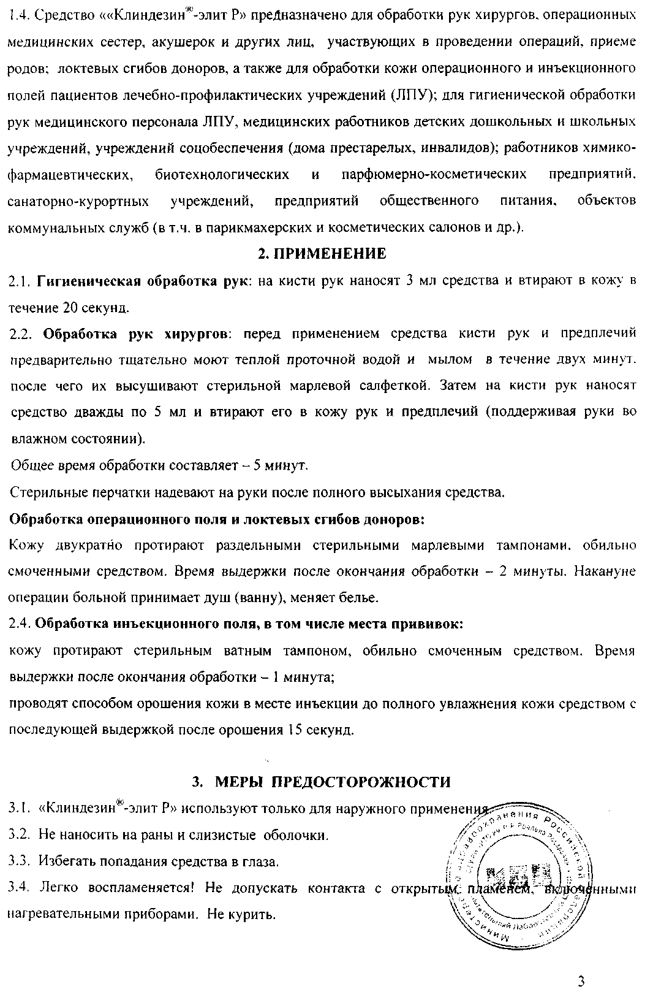 1.4. Средство ««Клиндезин®-элит Р» предназначено для обработки рук хирургов, операционных
медицинских сестер, акушерок и других лиц, участвующих в проведении операций, приеме
родов; локтевых сгибов доноров, а также для обработки кожи операционного и инъекционного
полей пациентов лечебно-профилактических учреждений (ЛПУ); для гигиенической обработки
рук медицинского персонала ЛПУ, медицинских работников детских дошкольных и школьных
учреждений, учреждений соцобеспечения (дома престарелых, инвалидов); работников химико-
фармацевтических, биотехнологических и парфюмерно-косметических предприятий,
санаторно-курортных учреждений, предприятий общественного питания, объектов
коммунальных служб (в т.ч. в парикмахерских и косметических салонов и др.).
2. ПРИМЕНЕНИЕ
2.1. Гигиеническая обработка рук: на кисти рук наносят 3 мл средства и втирают в кожу в
течение 20 секунд.
2.2. Обработка рук хирургов: перед применением средства кисти рук и предплечий
предварительно тщательно моют теплой проточной водой и мылом в течение двух минут,
после чего их высушивают стерильной марлевой салфеткой. Затем на кисти рук наносят
средство дважды по 5 мл и втирают его в кожу рук и предплечий (поддерживая руки во
влажном состоянии).
Общее время обработки составляет – 5 минут.
Стерильные перчатки надевают на руки после полного высыхания средства.
Обработка операционного поля и локтевых сгибов доноров:
Кожу двукратно протирают раздельными стерильными марлевыми тампонами, обильно
смоченными средством. Время выдержки после окончания обработки – 2 минуты. Накануне
операции больной принимает душ (ванну), меняет белье.
2.4. Обработка инъекционного поля, в том числе места прививок:
кожу протирают стерильным ватным тампоном, обильно смоченным средством. Время
выдержки после окончания обработки – 1 минута;
проводят способом орошения кожи в месте инъекции до полного увлажнения кожи средством с
последующей выдержкой после орошения 15 секунд.
3. МЕРЫ ПРЕДОСТОРОЖНОСТИ
3.1. «Клиндезин®-элит Р» используют только для наружного применения.
3.2. Не наносить на раны и слизистые оболочки.
3.3. Избегать попадания средства в глаза.
3.4. Легко воспламеняется! Не допускать контакта с открытым пламенем, включенными
нагревательными приборами. Не курить.
3